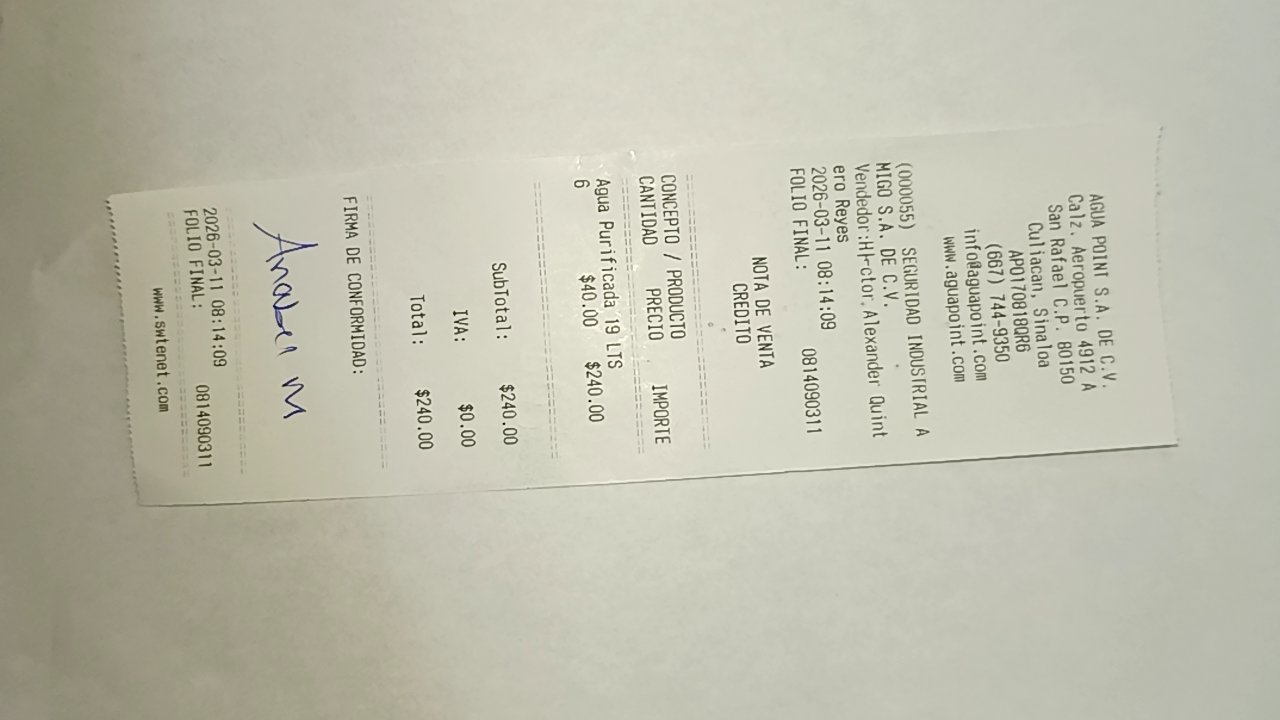 AGUA POINT S.A. DE C.V.
Calz. Aeropuerto 4912 A
San Rafael C.P. 80150
Culiacan, Sinaloa
APO170818QR6
(667) 744-9350
info@aguapoint.com
www.aguapoint.com
(000055) SEGURIDAD INDUSTRIAL A
MIGO S.A. DE C.V.
Vendedor:H├ctor Alexander Quint
ero Reyes
2026-03-11 08:14:09
FOLIO FINAL: 0814090311
NOTA DE VENTA
CREDITO
CONCEPTO / PRODUCTO
CANTIDAD PRECIO IMPORTE
Agua Purificada 19 LTS
6 $40.00 $240.00
SubTotal: $240.00
IVA: $0.00
Total: $240.00
FIRMA DE CONFORMIDAD:
2026-03-11 08:14:09
FOLIO FINAL: 0814090311
www.swtenet.com